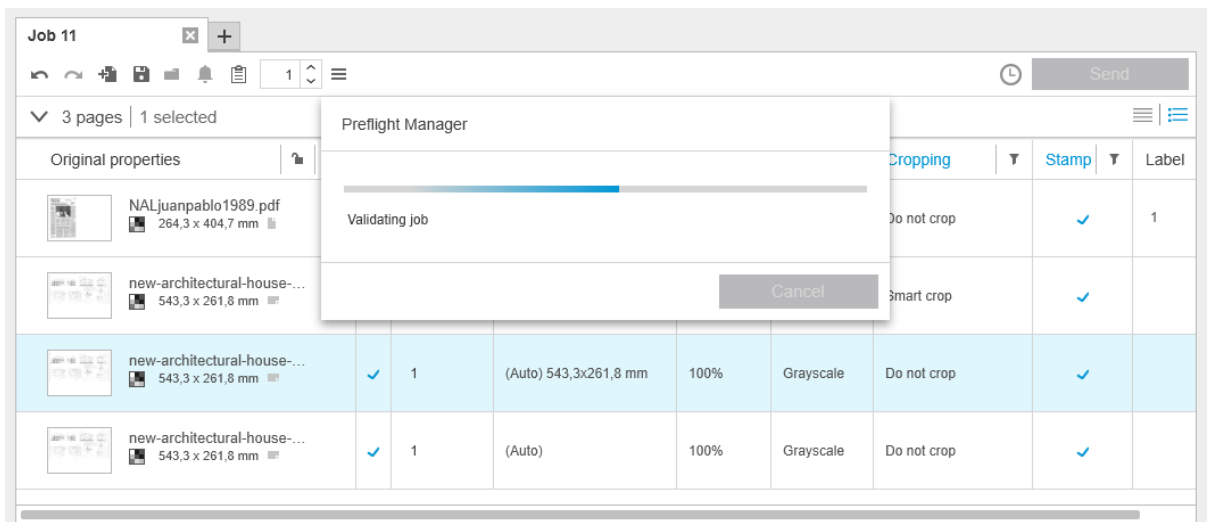 Job 11
1
Send
3 pages 1 selected
Preflight Manager
Validating job
Cancel
Original properties Cropping Stamp Label
NALjuanpablo1989.pdf
264,3 x 404,7 mm
Do not crop 1
new-architectural-house-...
543,3 x 261,8 mm
Smart crop
new-architectural-house-...
543,3 x 261,8 mm
1 (Auto) 543,3x261,8 mm 100% Grayscale Do not crop
new-architectural-house-...
543,3 x 261,8 mm
1 (Auto) 100% Grayscale Do not crop